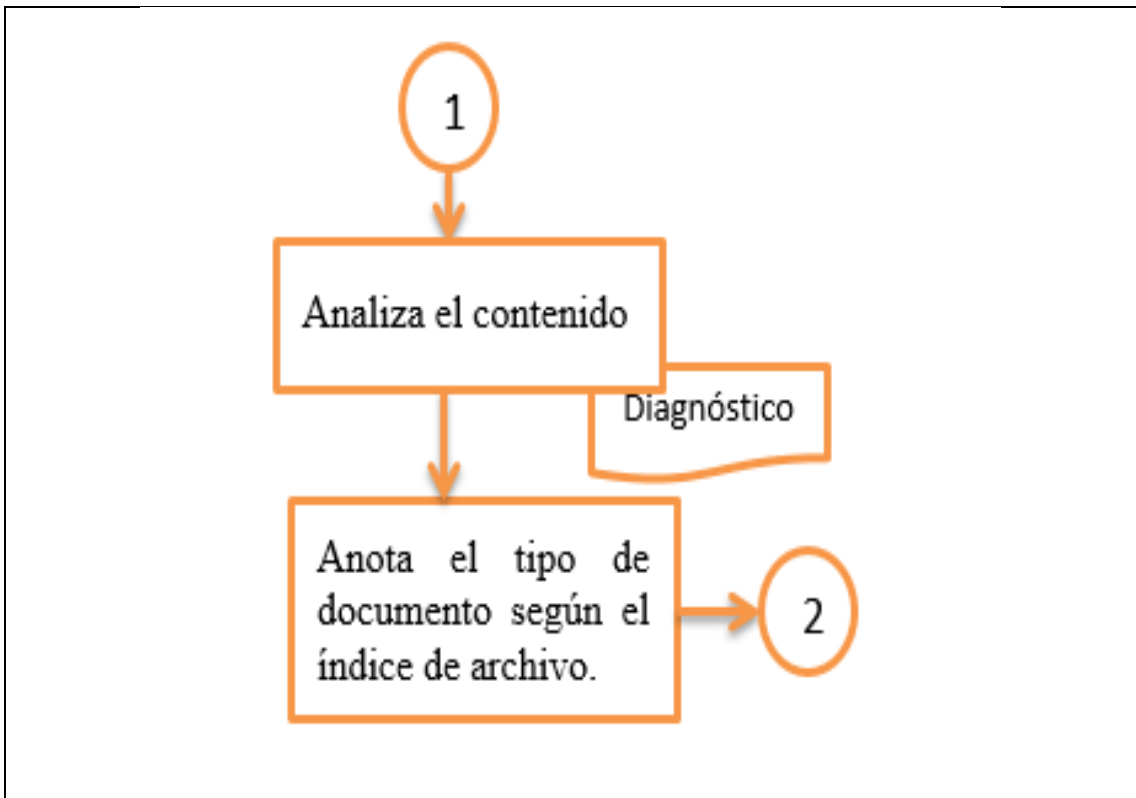 1
Analiza el contenido
Diagnóstico
Anota el tipo de
documento según el
índice de archivo.
2